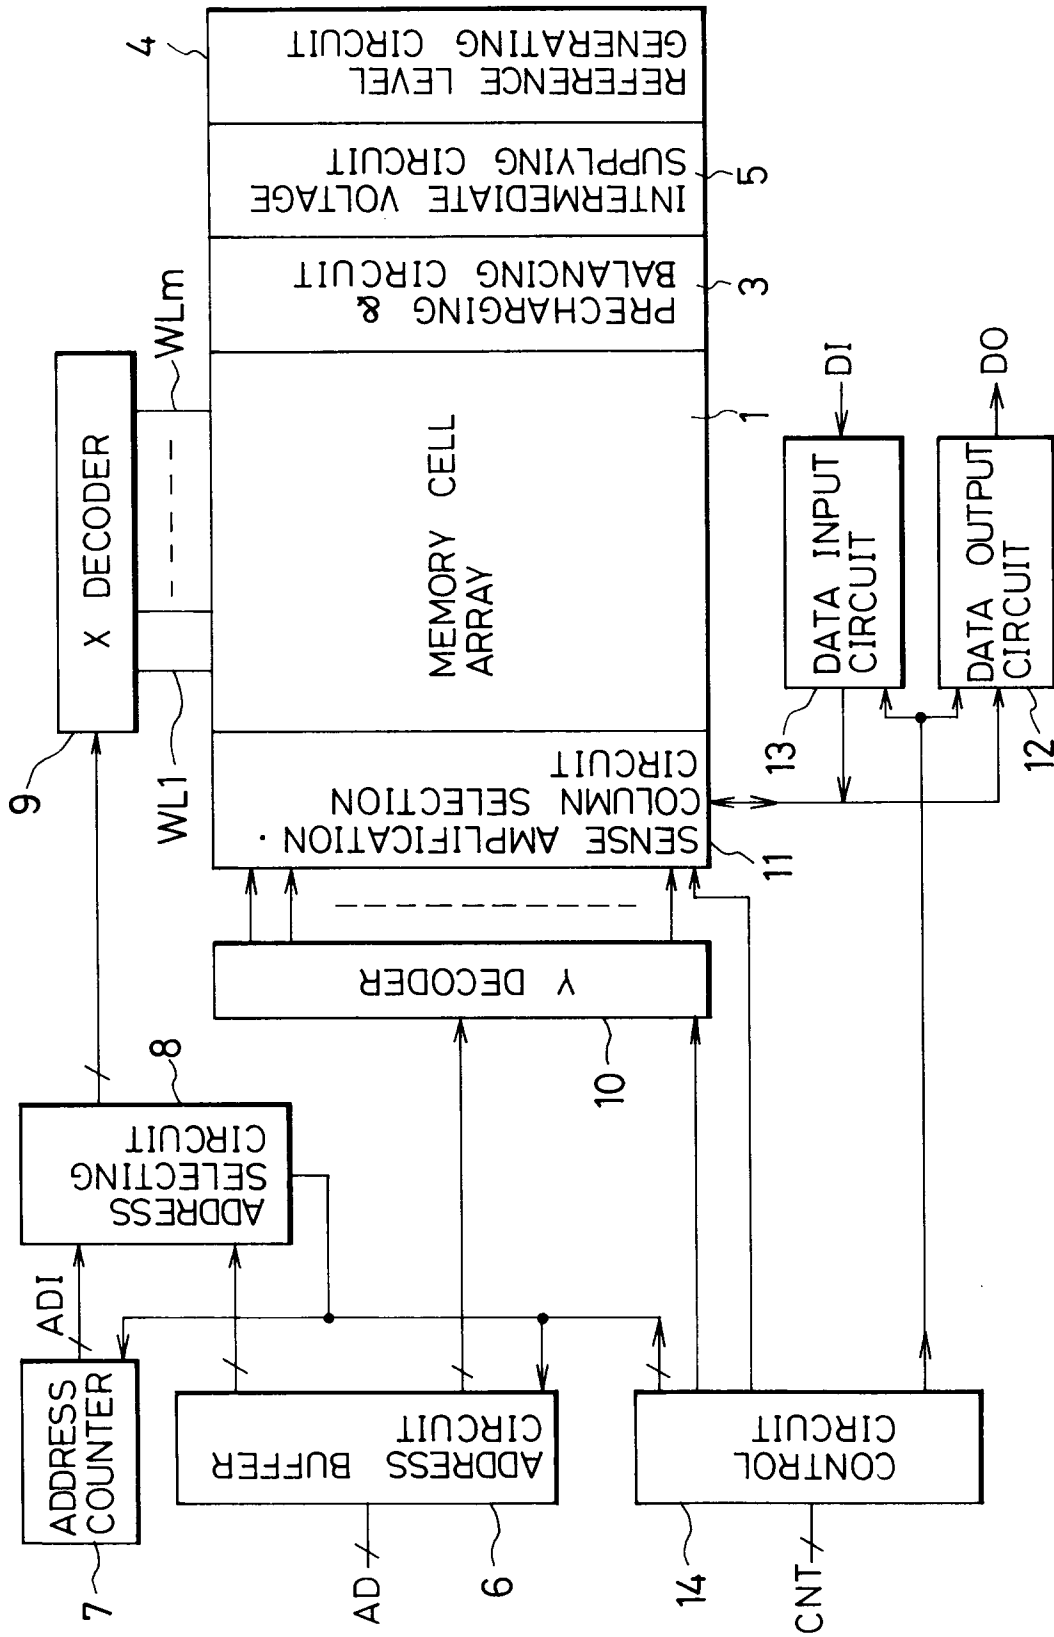 7
ADDRESS
COUNTER
ADI
ADDRESS
SELECTING
CIRCUIT
8
9
X DECODER
WL1
WLm
4
AD
6
ADDRESS BUFFER
CIRCUIT
Y DECODER
10
SENSE AMPLIFICATION ·
COLUMN SELECTION
CIRCUIT
11
MEMORY CELL
ARRAY
1
PRECHARGING &
BALANCING CIRCUIT
3
INTERMEDIATE VOLTAGE
SUPPLYING CIRCUIT
5
REFERENCE LEVEL
GENERATING CIRCUIT
CNT
14
CONTROL
CIRCUIT
13
DATA INPUT
CIRCUIT
DI
12
DATA OUTPUT
CIRCUIT
DO